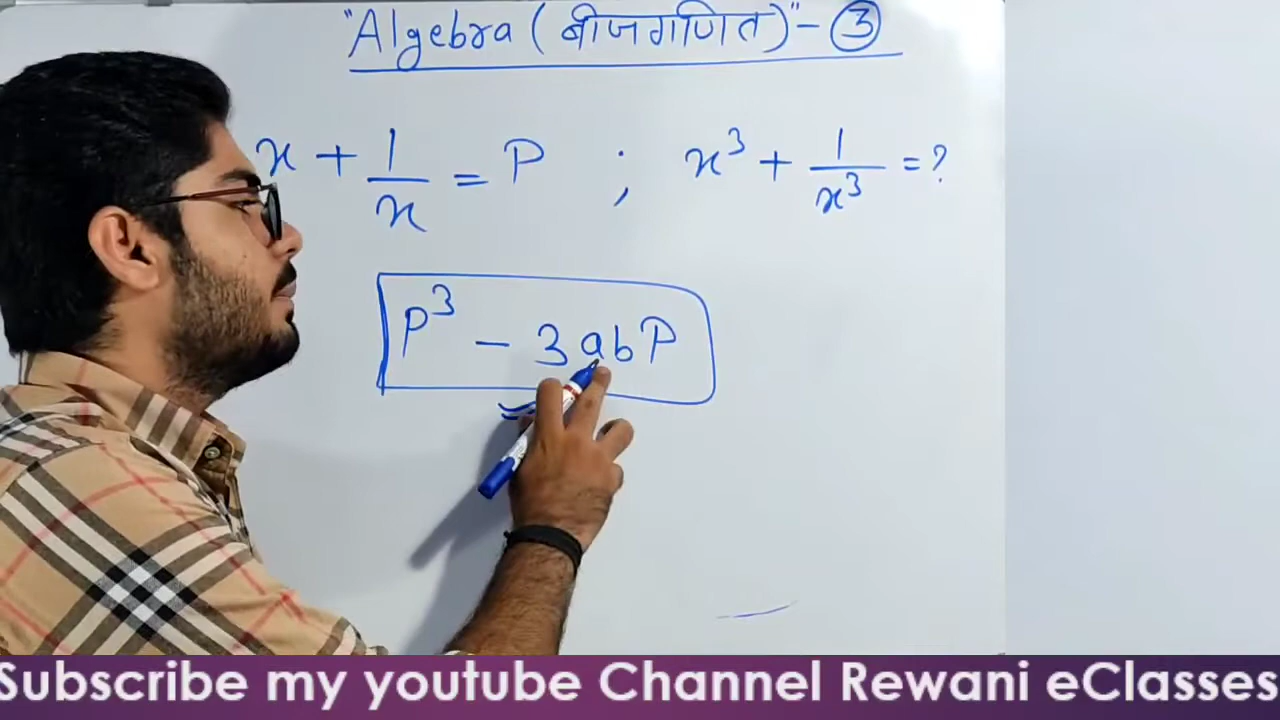 "Algebra (बीजगणित)" - ③
x + 1/x = P ; x³ + 1/x³ = ?
P³ - 3abP
Subscribe my youtube Channel Rewani eClasses